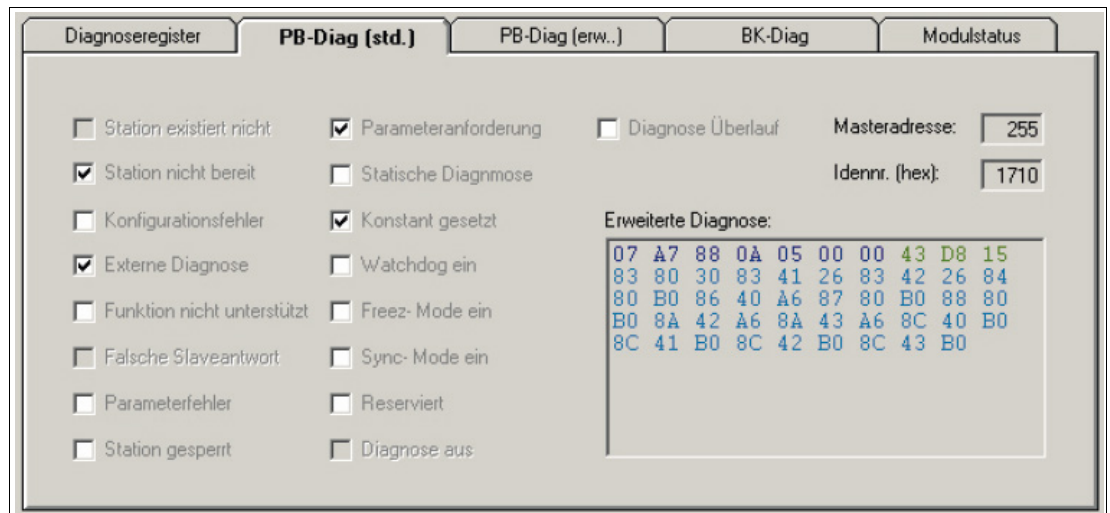 Diagnoseregister PB-Diag (std.) PB-Diag (erw..) BK-Diag Modulstatus
Station existiert nicht Parameteranforderung Diagnose Überlauf Masteradresse: 255
Station nicht bereit Statische Diagnmose Idennr. (hex): 1710
Konfigurationsfehler Konstant gesetzt Erweiterte Diagnose:
Externe Diagnose Watchdog ein
Funktion nicht unterstützt Freez- Mode ein
Falsche Slaveantwort Sync- Mode ein
Parameterfehler Reserviert
Station gesperrt Diagnose aus
07 A7 88 0A 05 00 00 43 D8 15
83 80 30 83 41 26 83 42 26 84
80 B0 86 40 A6 87 80 B0 88 80
B0 8A 42 A6 8A 43 A6 8C 40 B0
8C 41 B0 8C 42 B0 8C 43 B0